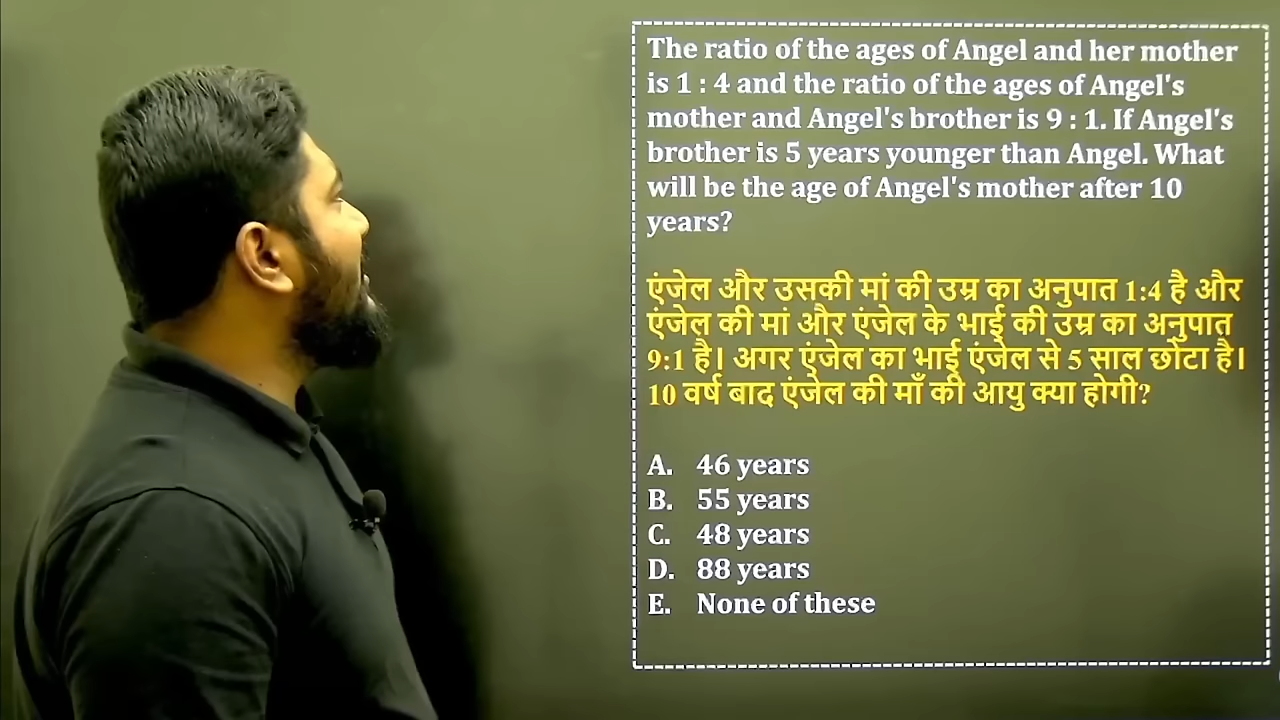 The ratio of the ages of Angel and her mother
is 1 : 4 and the ratio of the ages of Angel's
mother and Angel's brother is 9 : 1. If Angel's
brother is 5 years younger than Angel. What
will be the age of Angel's mother after 10
years?
एंजेल और उसकी मां की उम्र का अनुपात 1:4 है और
एंजेल की मां और एंजेल के भाई की उम्र का अनुपात
9:1 है। अगर एंजेल का भाई एंजेल से 5 साल छोटा है।
10 वर्ष बाद एंजेल की माँ की आयु क्या होगी?
A. 46 years
B. 55 years
C. 48 years
D. 88 years
E. None of these